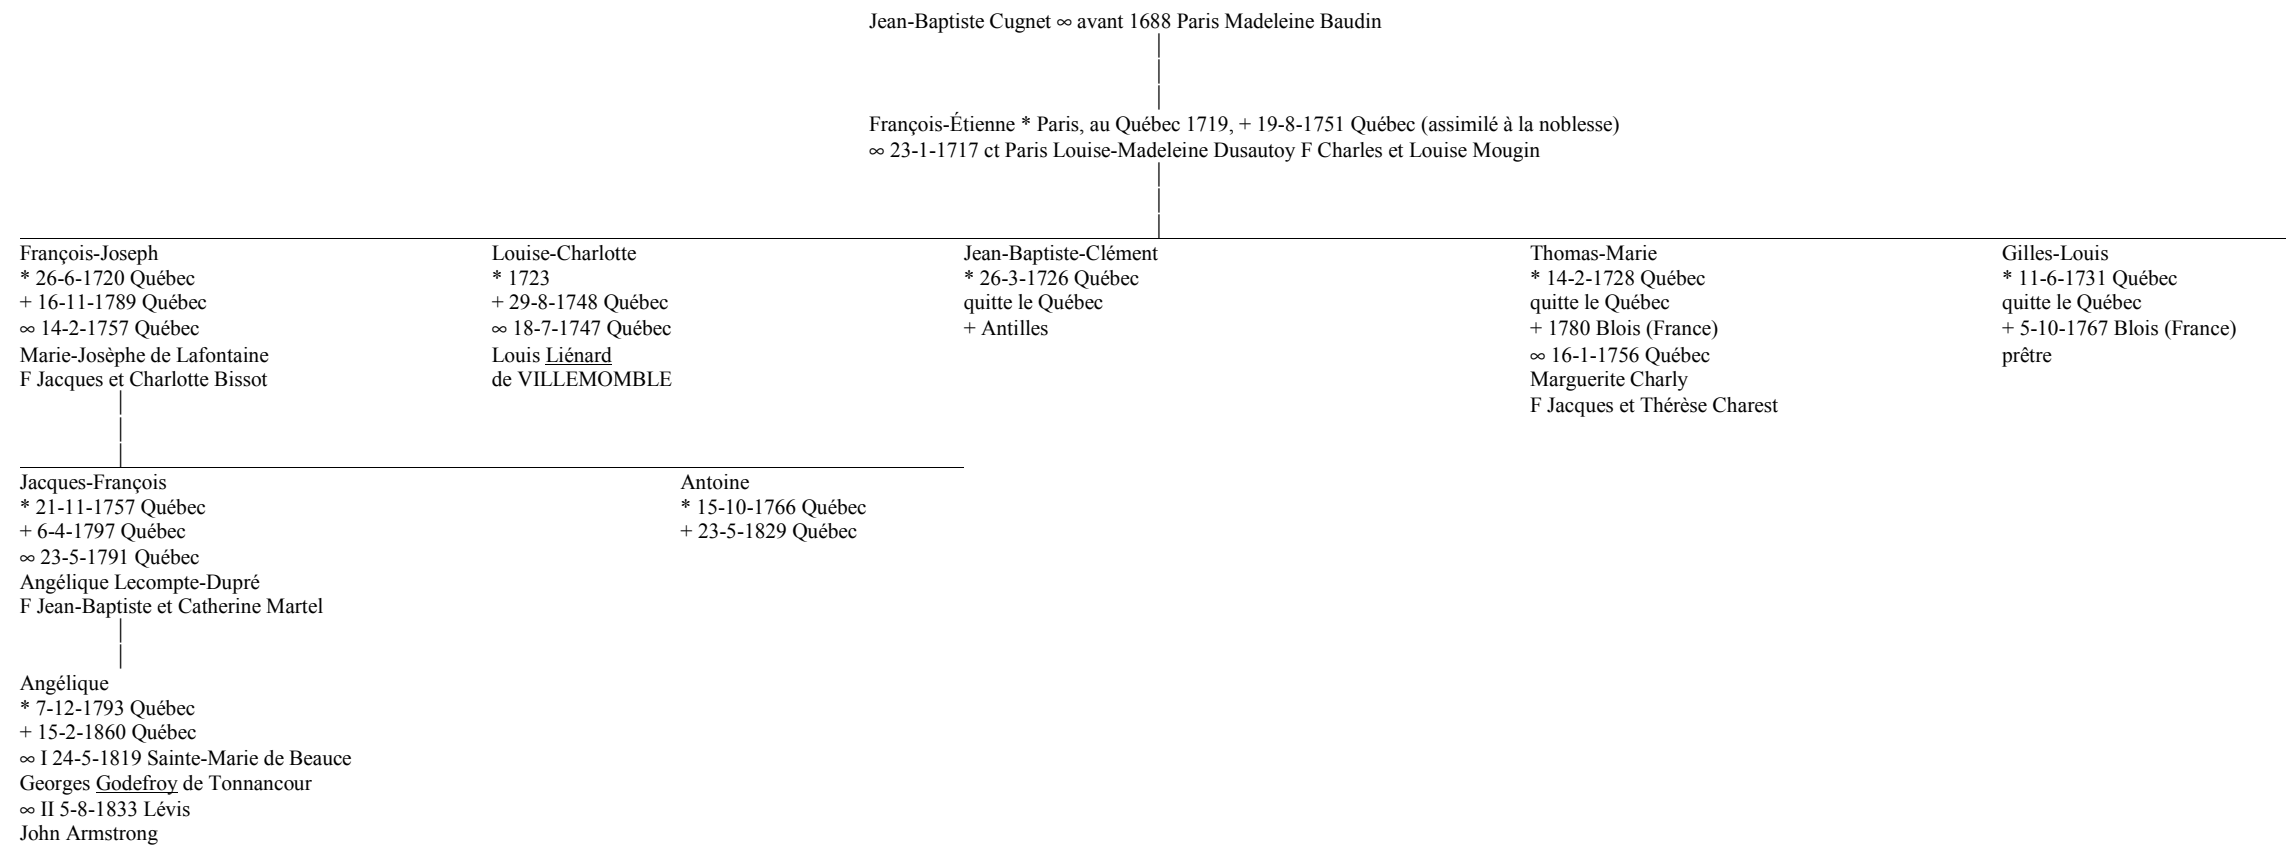 Jean-Baptiste Cugnet ∞ avant 1688 Paris Madeleine Baudin
François-Étienne * Paris, au Québec 1719, + 19-8-1751 Québec (assimilé à la noblesse)
∞ 23-1-1717 ct Paris Louise-Madeleine Dusautoy F Charles et Louise Mougin
François-Joseph
* 26-6-1720 Québec
+ 16-11-1789 Québec
∞ 14-2-1757 Québec
Marie-Josèphe de Lafontaine
F Jacques et Charlotte Bissot
Louise-Charlotte
* 1723
+ 29-8-1748 Québec
∞ 18-7-1747 Québec
Louis Liénard
de VILLEMOMBLE
Jean-Baptiste-Clément
* 26-3-1726 Québec
quitte le Québec
+ Antilles
Thomas-Marie
* 14-2-1728 Québec
quitte le Québec
+ 1780 Blois (France)
∞ 16-1-1756 Québec
Marguerite Charly
F Jacques et Thérèse Charest
Gilles-Louis
* 11-6-1731 Québec
quitte le Québec
+ 5-10-1767 Blois (France)
prêtre
Jacques-François
* 21-11-1757 Québec
+ 6-4-1797 Québec
∞ 23-5-1791 Québec
Angélique Lecompte-Dupré
F Jean-Baptiste et Catherine Martel
Antoine
* 15-10-1766 Québec
+ 23-5-1829 Québec
Angélique
* 7-12-1793 Québec
+ 15-2-1860 Québec
∞ I 24-5-1819 Sainte-Marie de Beauce
Georges Godefroy de Tonnancour
∞ II 5-8-1833 Lévis
John Armstrong